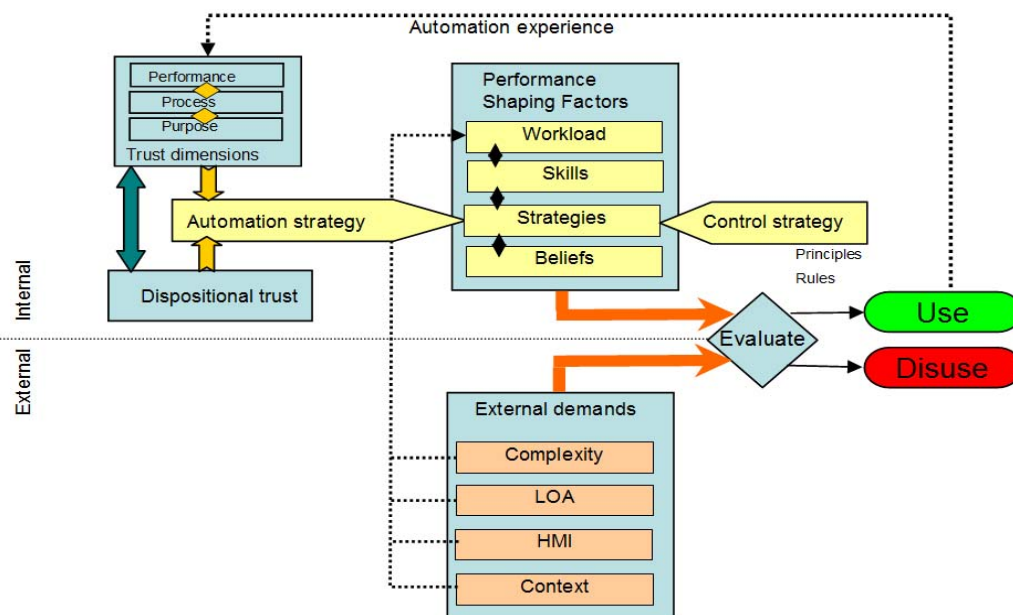 Automation experience
Performance
Process
Purpose
Trust dimensions
Performance
Shaping Factors
Workload
Skills
Strategies
Beliefs
Automation strategy
Control strategy
Principles
Rules
Dispositional trust
Internal
External
Evaluate
Use
Disuse
External demands
Complexity
LOA
HMI
Context